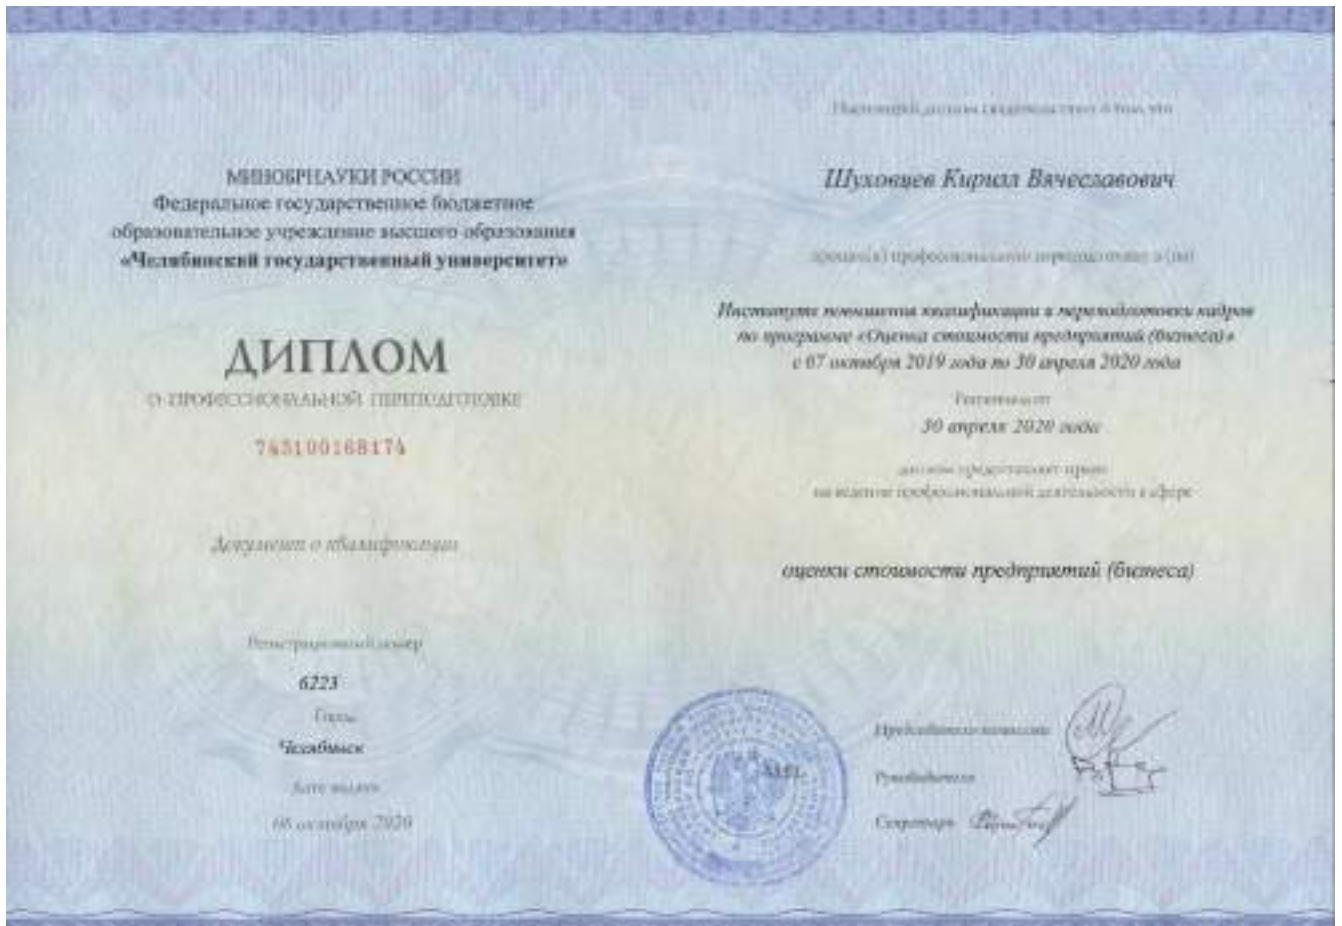 МИНОБРНАУКИ РОССИИ
Федеральное государственное бюджетное
образовательное учреждение высшего образования
«Челябинский государственный университет»
ДИПЛОМ
О ПРОФЕССИОНАЛЬНОЙ ПЕРЕПОДГОТОВКЕ
743100168174
Документ о квалификации
Регистрационный номер
6223
Город
Челябинск
Дата выдачи
октября 2020
Настоящий диплом свидетельствует о том, что
Шуховцев Кирилл Вячеславович
прошел(а) профессиональную переподготовку в (на)
Институте повышения квалификации и переподготовки кадров
по программе «Оценка стоимости предприятий (бизнеса)»
с 07 октября 2019 года по 30 апреля 2020 года
30 апреля 2020 года
диплом предоставляет право
на ведение профессиональной деятельности в сфере
оценки стоимости предприятий (бизнеса)
М.П.
Председатель комиссии
Руководитель
Секретарь